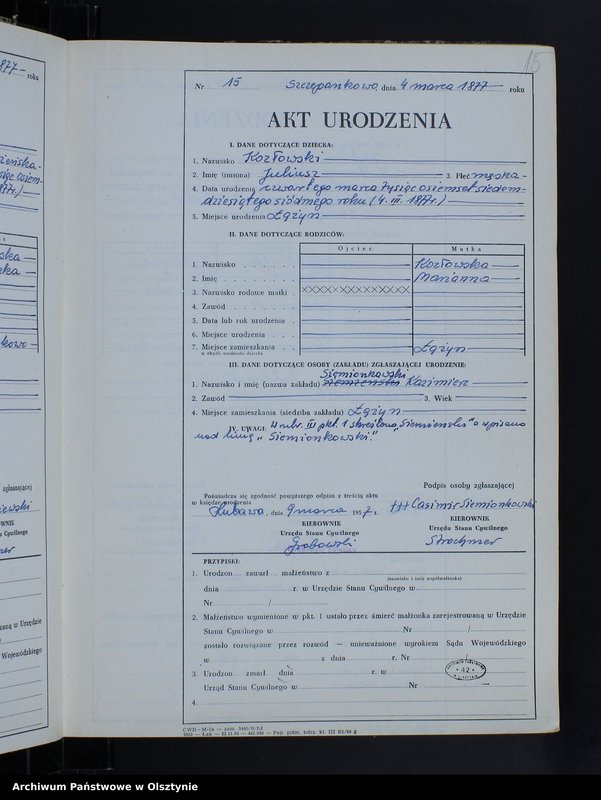 15
Nr 15 Szczepankowo, dnia 4 marca 1877 roku
AKT URODZENIA
I. DANE DOTYCZĄCE DZIECKA:
1. Nazwisko Kozłowski
2. Imię (imiona) Juliusz 3. Płeć męska
4. Data urodzenia czwartego marca tysiąc osiemset siedem-
dziesiątego siódmego roku (4. III. 1877r.)
5. Miejsce urodzenia Łążyn
II. DANE DOTYCZĄCE RODZICÓW:
Ojciec Matka
1. Nazwisko Kozłowska
2. Imię Marianna
3. Nazwisko rodowe matki XXXXXXXXXXXX
4. Zawód
5. Data lub rok urodzenia
6. Miejsce urodzenia
7. Miejsce zamieszkania Łążyn
w chwili urodzenia dziecka
III. DANE DOTYCZĄCE OSOBY (ZAKŁADU) ZGŁASZAJĄCEJ URODZENIE:
Siemionkowski
1. Nazwisko i imię (nazwa zakładu) Siemieński Kazimierz
2. Zawód 3. Wiek
4. Miejsce zamieszkania (siedziba zakładu) Łążyn
IV. UWAGI: W rubr. III pkt. 1 skreślono „Siemieński" a wpisano
nad linią „Siemionkowski."
Poświadcza się zgodność powyższego odpisu z treścią aktu
w księdze urodzenia
Lubawa, dnia 9 marca 1957 r.
KIEROWNIK
Urzędu Stanu Cywilnego
Grabowski
Podpis osoby zgłaszającej
+++ Casimir Siemionkowski
KIEROWNIK
Urzędu Stanu Cywilnego
PRZYPISKI:
1. Urodzon zawarł małżeństwo z
(nazwisko i imię współmałżonka)
dnia r. w Urzędzie Stanu Cywilnego w
Nr /
2. Małżeństwo wymienione w pkt. 1 ustało przez śmierć małżonka zarejestrowaną w Urzędzie
Stanu Cywilnego w Nr /
zostało rozwiązane przez rozwód — unieważnione wyrokiem Sądu Wojewódzkiego
w z dnia r. Nr /
3. Urodzon zmarł dnia r. w
Urząd Stanu Cywilnego w Nr
4.
42
Archiwum Państwowe w Olsztynie